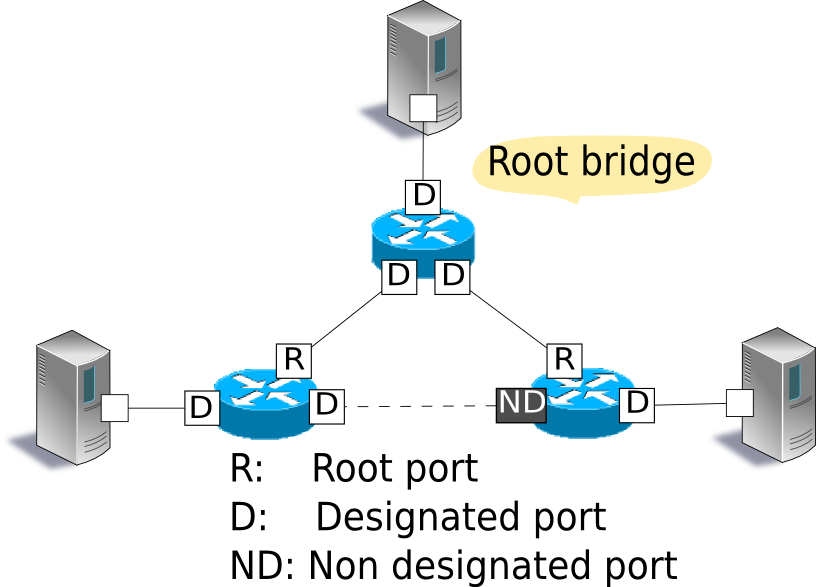 Root bridge
D
D D
R R
D D ND D
R: Root port
D: Designated port
ND: Non designated port